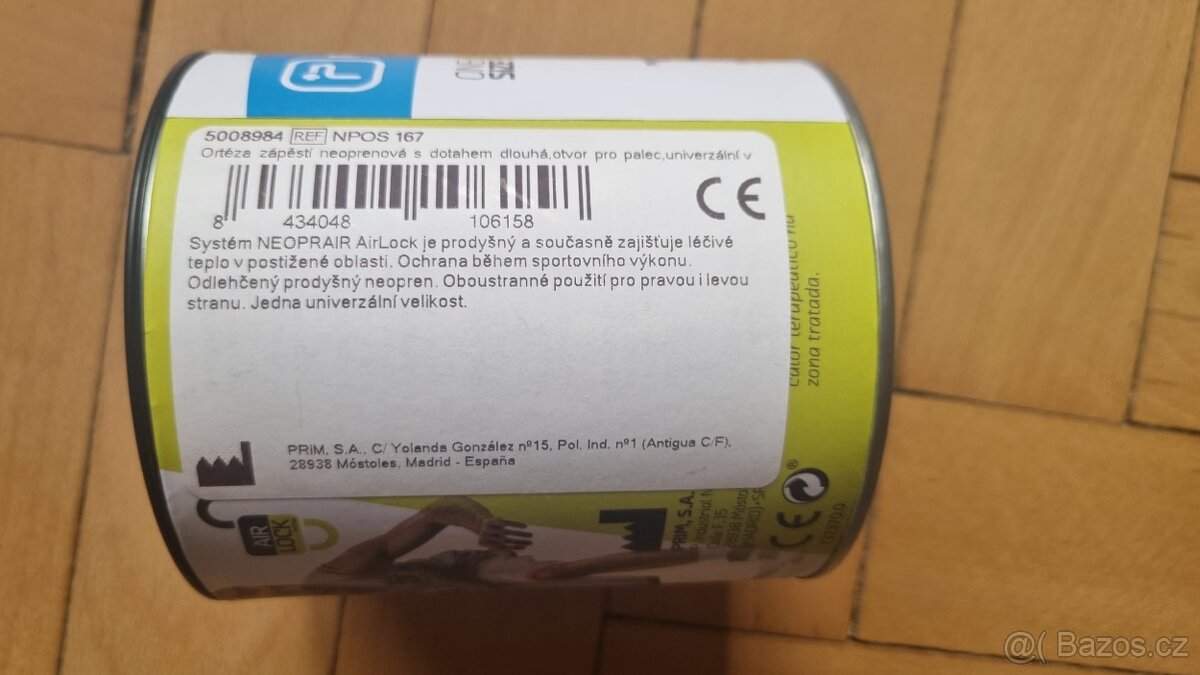 ONE
SIZE
5008984 REF NPOS 167
Ortéza zápěstí neoprenová s dotahem dlouhá,otvor pro palec,univerzální v
8 434048 106158
CE
Systém NEOPRAIR AirLock je prodyšný a současně zajišťuje léčivé
teplo v postižené oblasti. Ochrana během sportovního výkonu.
Odlehčený prodyšný neopren. Oboustranné použití pro pravou i levou
stranu. Jedna univerzální velikost.
PRIM, S.A., C/ Yolanda González nº15, Pol. Ind. nº1 (Antigua C/F),
28938 Móstoles, Madrid - España
calor terapéutico na
zona tratada.
AIR
LOCK
PRIM, S.A.
CE
Bazos.cz